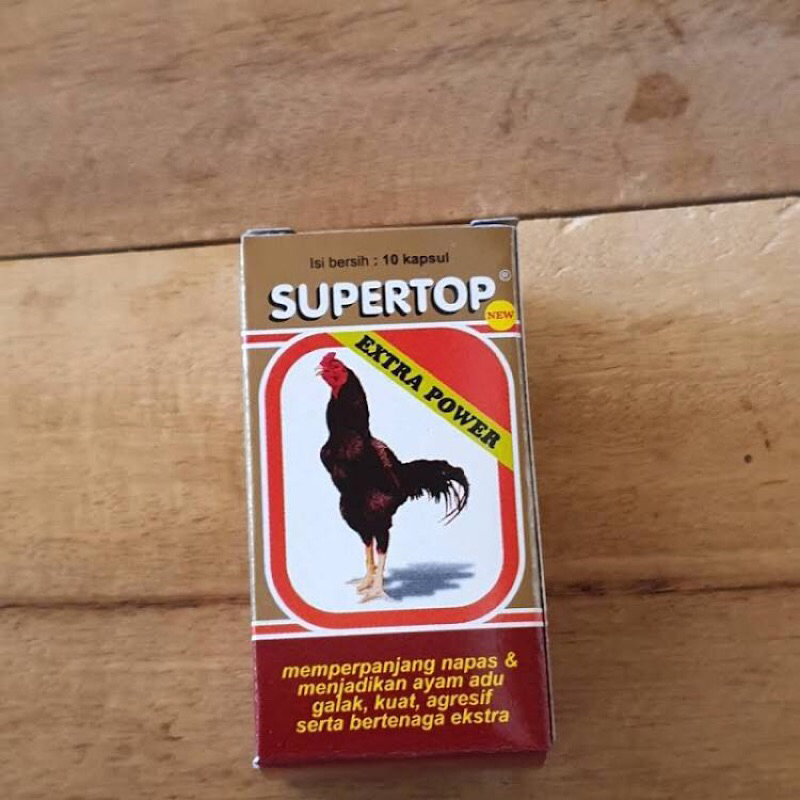 Isi bersih : 10 kapsul
SUPERTOP®
NEW
EXTRA POWER
memperpanjang napas &
menjadikan ayam adu
galak, kuat, agresif
serta bertenaga ekstra